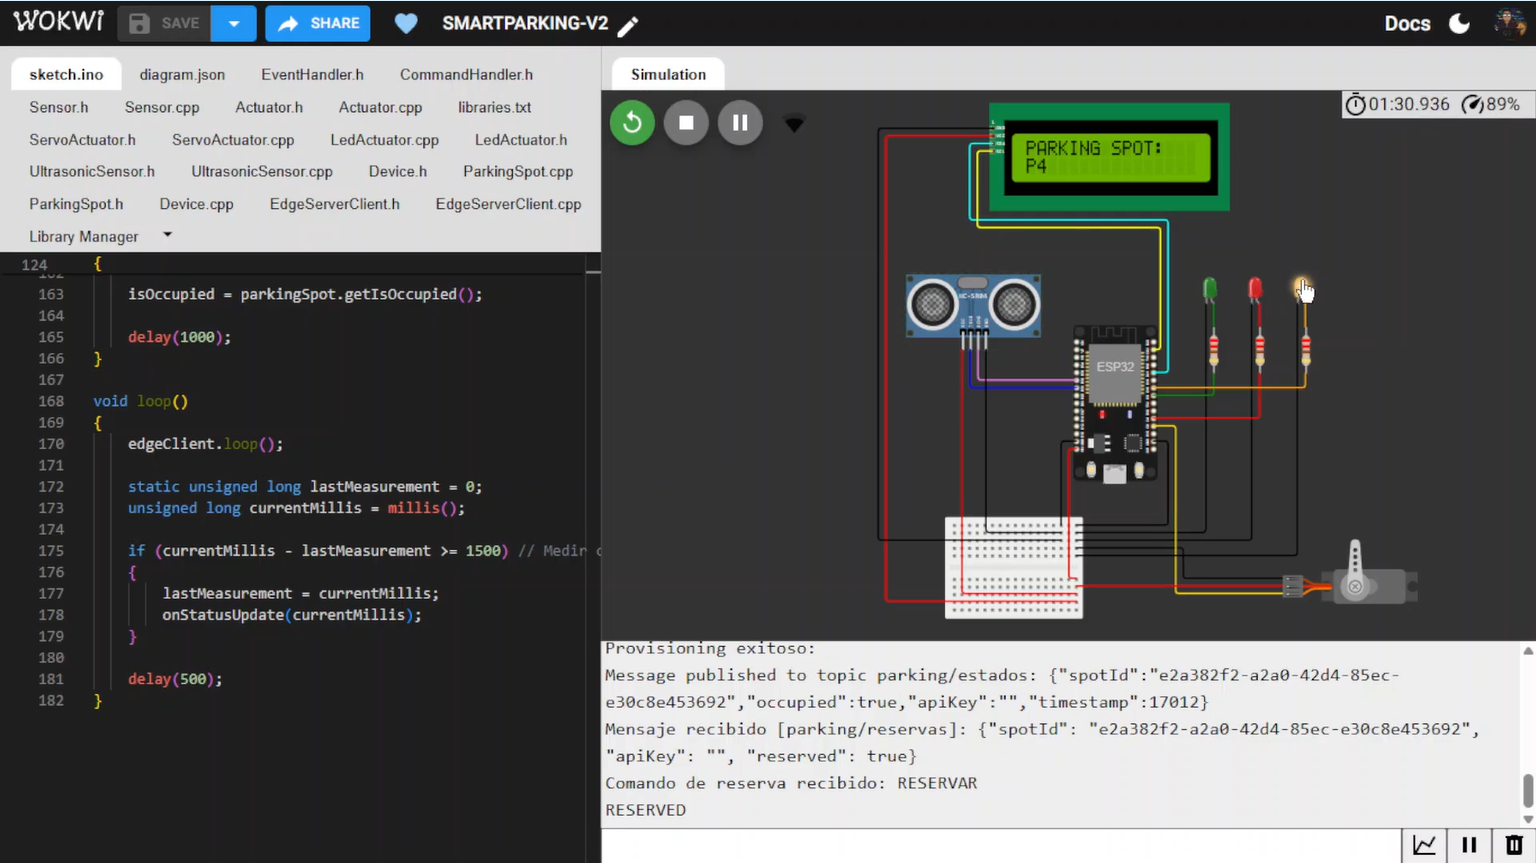 WOKWI SAVE SHARE SMARTPARKING-V2 Docs
sketch.ino diagram.json EventHandler.h CommandHandler.h
Sensor.h Sensor.cpp Actuator.h Actuator.cpp libraries.txt
ServoActuator.h ServoActuator.cpp LedActuator.cpp LedActuator.h
UltrasonicSensor.h UltrasonicSensor.cpp Device.h ParkingSpot.cpp
ParkingSpot.h Device.cpp EdgeServerClient.h EdgeServerClient.cpp
Library Manager
124 {
163 isOccupied = parkingSpot.getIsOccupied();
164
165 delay(1000);
166 }
167
168 void loop()
169 {
170 edgeClient.loop();
171
172 static unsigned long lastMeasurement = 0;
173 unsigned long currentMillis = millis();
174
175 if (currentMillis - lastMeasurement >= 1500) // Medir
176 {
177 lastMeasurement = currentMillis;
178 onStatusUpdate(currentMillis);
179 }
180
181 delay(500);
182 }
Simulation
01:30.936 89%
PARKING SPOT:
P4
HC-SR04
ESP32
Provisioning exitoso:
Message published to topic parking/estados: {"spotId":"e2a382f2-a2a0-42d4-85ec-
e30c8e453692","occupied":true,"apiKey":"","timestamp":17012}
Mensaje recibido [parking/reservas]: {"spotId": "e2a382f2-a2a0-42d4-85ec-e30c8e453692",
"apiKey": "", "reserved": true}
Comando de reserva recibido: RESERVAR
RESERVED